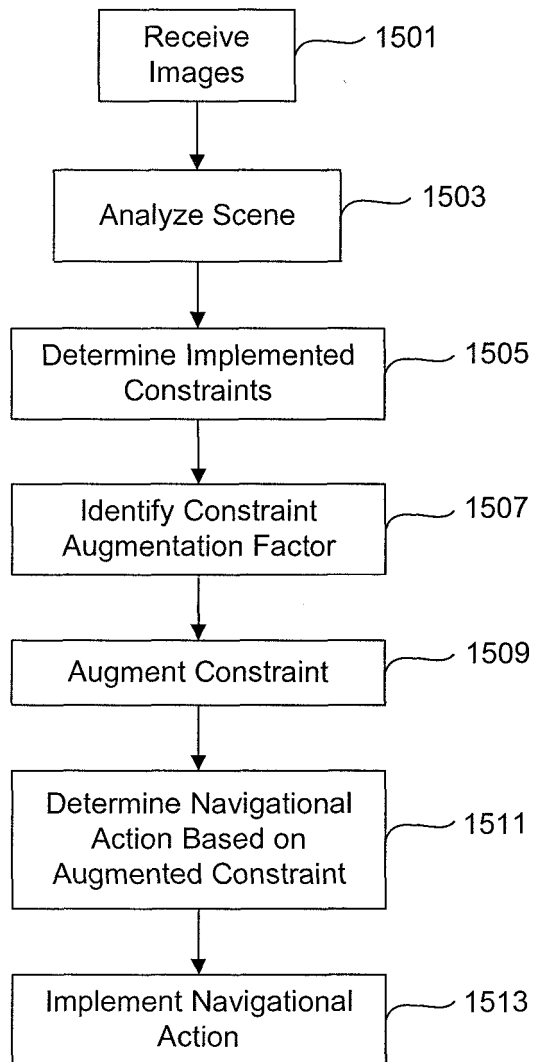 Receive
Images
1501
Analyze Scene
1503
Determine Implemented
Constraints
1505
Identify Constraint
Augmentation Factor
1507
Augment Constraint
1509
Determine Navigational
Action Based on
Augmented Constraint
1511
Implement Navigational
Action
1513